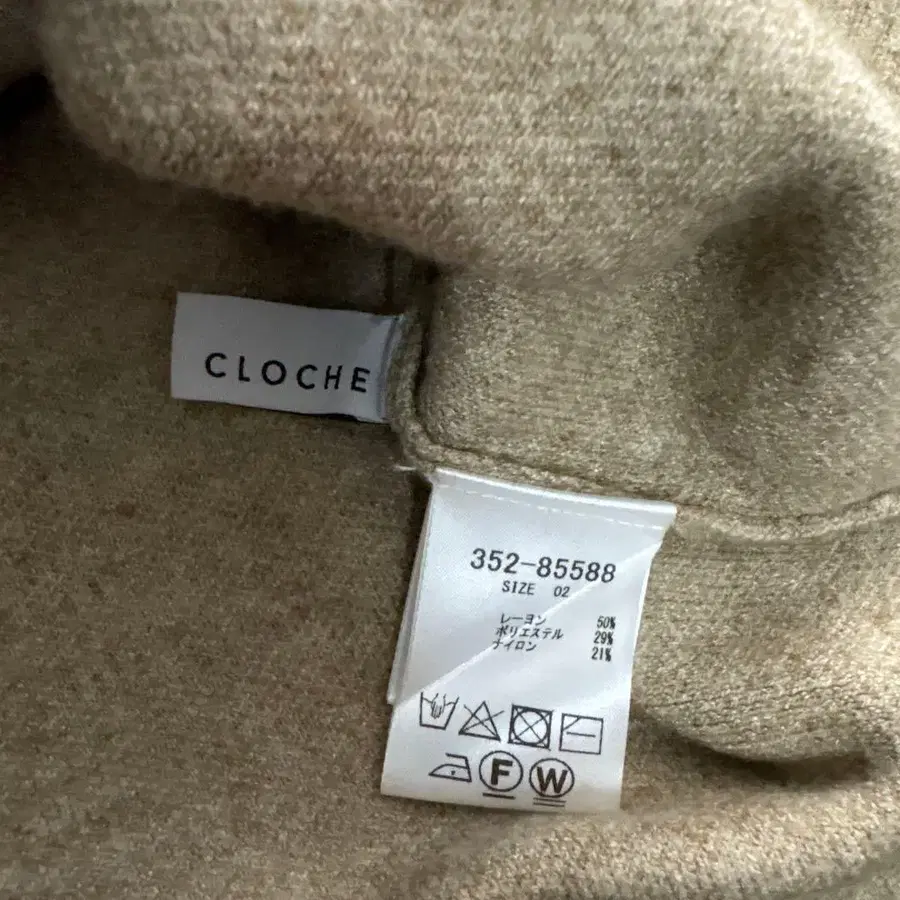 CLOCHE
352-85588
SIZE 02
レーヨン 50%
ポリエステル 29%
ナイロン 21%
F W